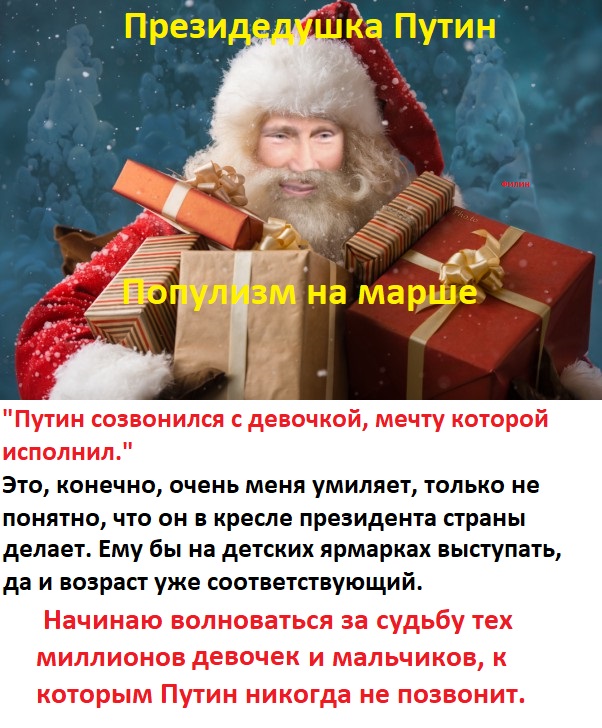 Президедушка Путин
Филин
Популизм на марше
"Путин созвонился с девочкой, мечту которой
исполнил."
Это, конечно, очень меня умиляет, только не
понятно, что он в кресле президента страны
делает. Ему бы на детских ярмарках выступать,
да и возраст уже соответствующий.
Начинаю волноваться за судьбу тех
миллионов девочек и мальчиков, к
которым Путин никогда не позвонит.